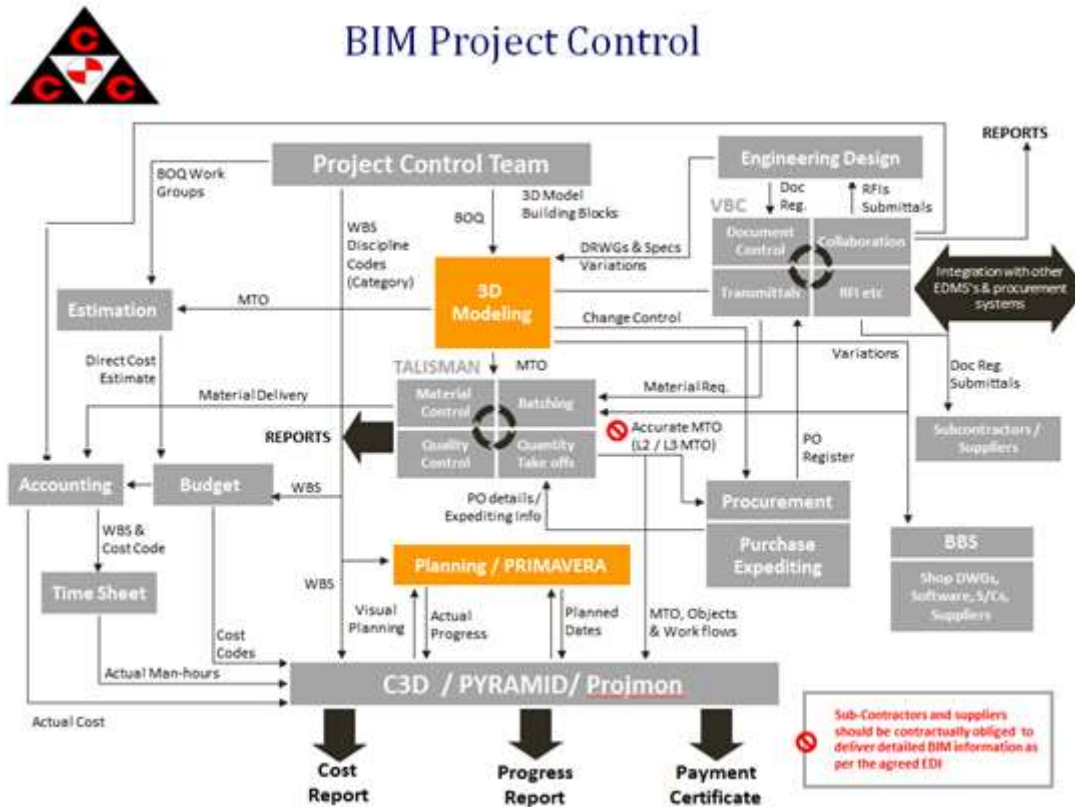 C
C C
BIM Project Control
REPORTS
Project Control Team
Engineering Design
BOQ Work
Groups
3D Model
Building Blocks
BOQ
Doc
Reg.
RFIs
Submittals
VBC
WBS
Discipline
Codes
(Category)
DRWGs & Specs
Variations
Document
Control
Collaboration
Transmittals
RFI etc
Integration with other
EDMS's & procurement
systems
3D
Modeling
Estimation
MTO
Change Control
Variations
TALISMAN
MTO
Direct Cost
Estimate
Material Delivery
Material Req.
Doc Reg.
Submittals
Material
Control
Batching
Quality
Control
Quantity
Take offs
REPORTS
Accurate MTO
(L2 / L3 MTO)
PO
Register
Subcontractors /
Suppliers
Accounting
Budget
WBS
PO details/
Expediting Info
Procurement
Purchase
Expediting
WBS &
Cost Code
BBS
Shop DWGs,
Software, S/Cs,
Suppliers
Time Sheet
WBS
Planning / PRIMAVERA
Visual
Planning
Actual
Progress
Planned
Dates
MTO, Objects
& Work flows
Cost
Codes
Actual Man-hours
C3D / PYRAMID/ Projmon
Actual Cost
Sub-Contractors and suppliers
should be contractually obliged to
deliver detailed BIM information as
per the agreed EDI
Cost
Report
Progress
Report
Payment
Certificate